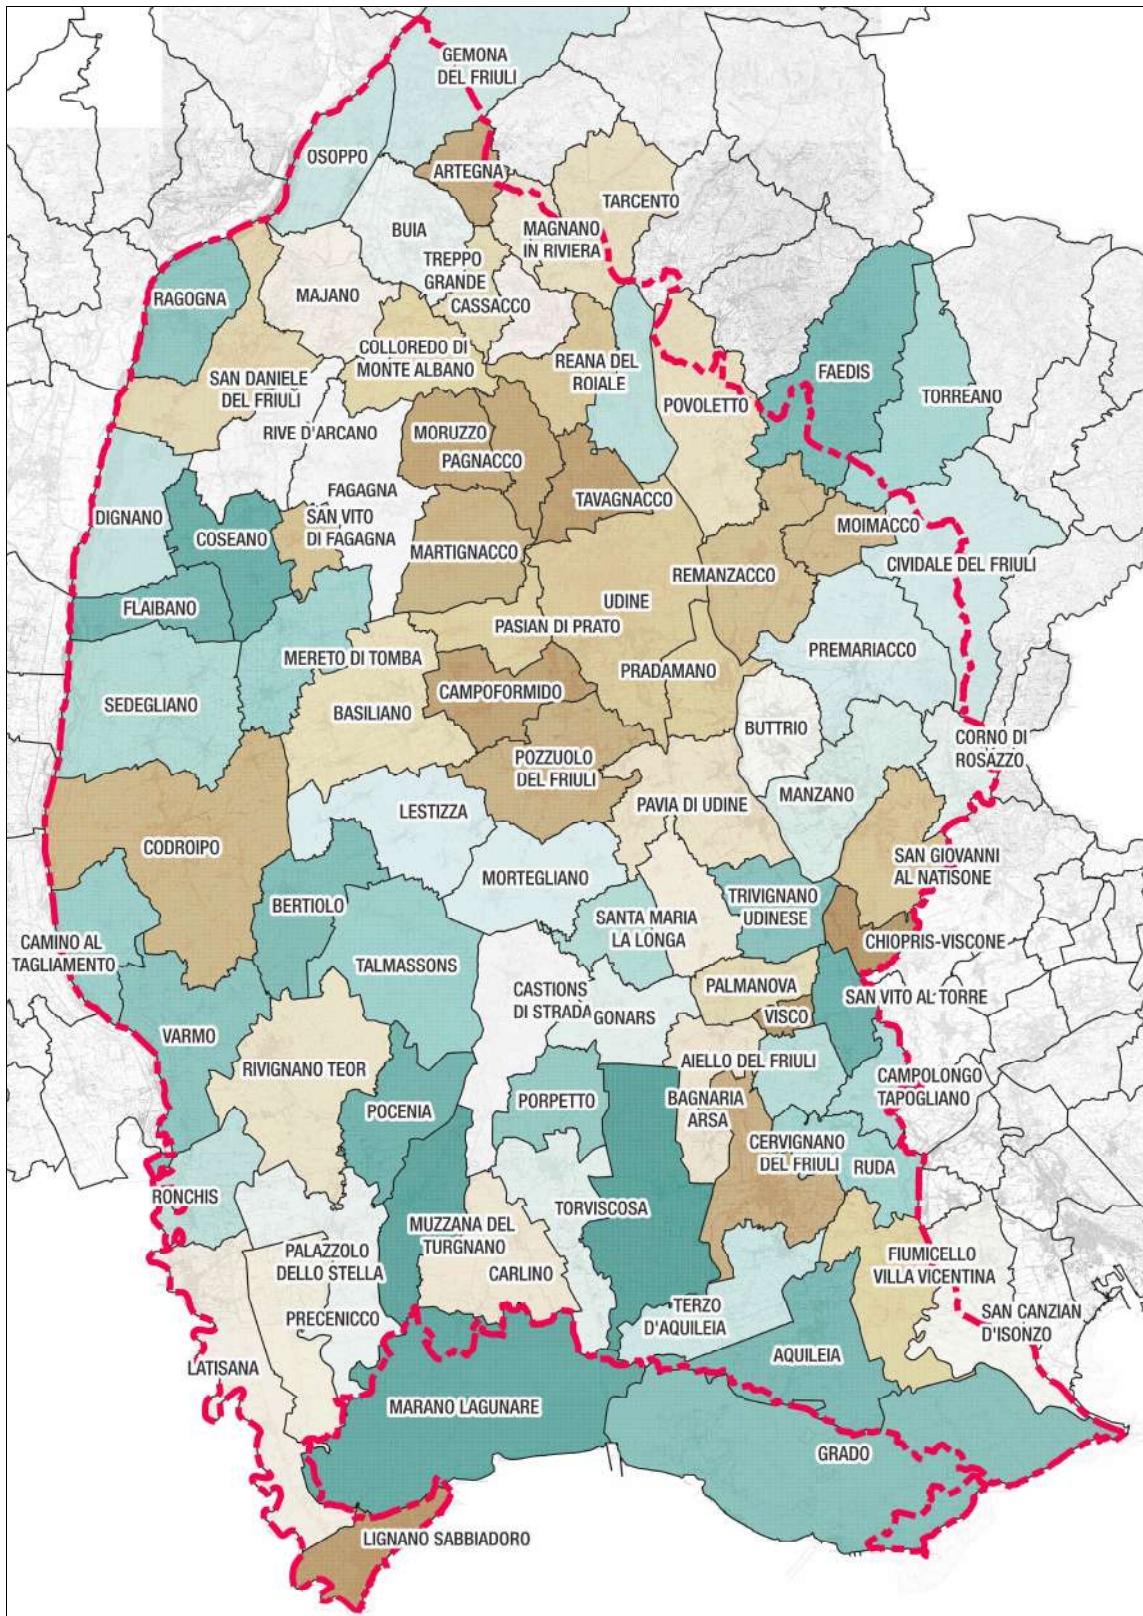 GEMONA
DEL FRIULI
OSOPPO
ARTEGNA
TARCENTO
BUIA
MAGNANO
IN RIVIERA
TREPPO
GRANDE
RAGOGNA
MAJANO
CASSACCO
COLLOREDO DI
MONTE ALBANO
REANA DEL
ROIALE
FAEDIS
SAN DANIELE
DEL FRIULI
POVOLETTO
TORREANO
RIVE D'ARCANO
MORUZZO
PAGNACCO
FAGAGNA
TAVAGNACCO
DIGNANO
SAN VITO
DI FAGAGNA
COSEANO
MOIMACCO
MARTIGNACCO
CIVIDALE DEL FRIULI
REMANZACCO
FLAIBANO
UDINE
PASIAN DI PRATO
MERETO DI TOMBA
PREMARIACCO
PRADAMANO
CAMPOFORMIDO
SEDEGLIANO
BASILIANO
BUTTRIO
CORNO DI
ROSAZZO
POZZUOLO
DEL FRIULI
MANZANO
LESTIZZA
PAVIA DI UDINE
CODROIPO
SAN GIOVANNI
AL NATISONE
MORTEGLIANO
BERTIOLO
TRIVIGNANO
UDINESE
SANTA MARIA
LA LONGA
CHIOPRIS-VISCONE
CAMINO AL
TAGLIAMENTO
TALMASSONS
CASTIONS
DI STRADA
PALMANOVA
SAN VITO AL TORRE
GONARS
VISCO
VARMO
AIELLO DEL FRIULI
RIVIGNANO TEOR
CAMPOLONGO
TAPOGLIANO
PORPETTO
BAGNARIA
ARSA
POCENIA
CERVIGNANO
DEL FRIULI
RUDA
RONCHIS
TORVISCOSA
MUZZANA DEL
TURGNANO
PALAZZOLO
DELLO STELLA
FIUMICELLO
VILLA VICENTINA
CARLINO
TERZO
D'AQUILEIA
PRECENICCO
SAN CANZIAN
D'ISONZO
AQUILEIA
LATISANA
MARANO LAGUNARE
GRADO
LIGNANO SABBIADORO